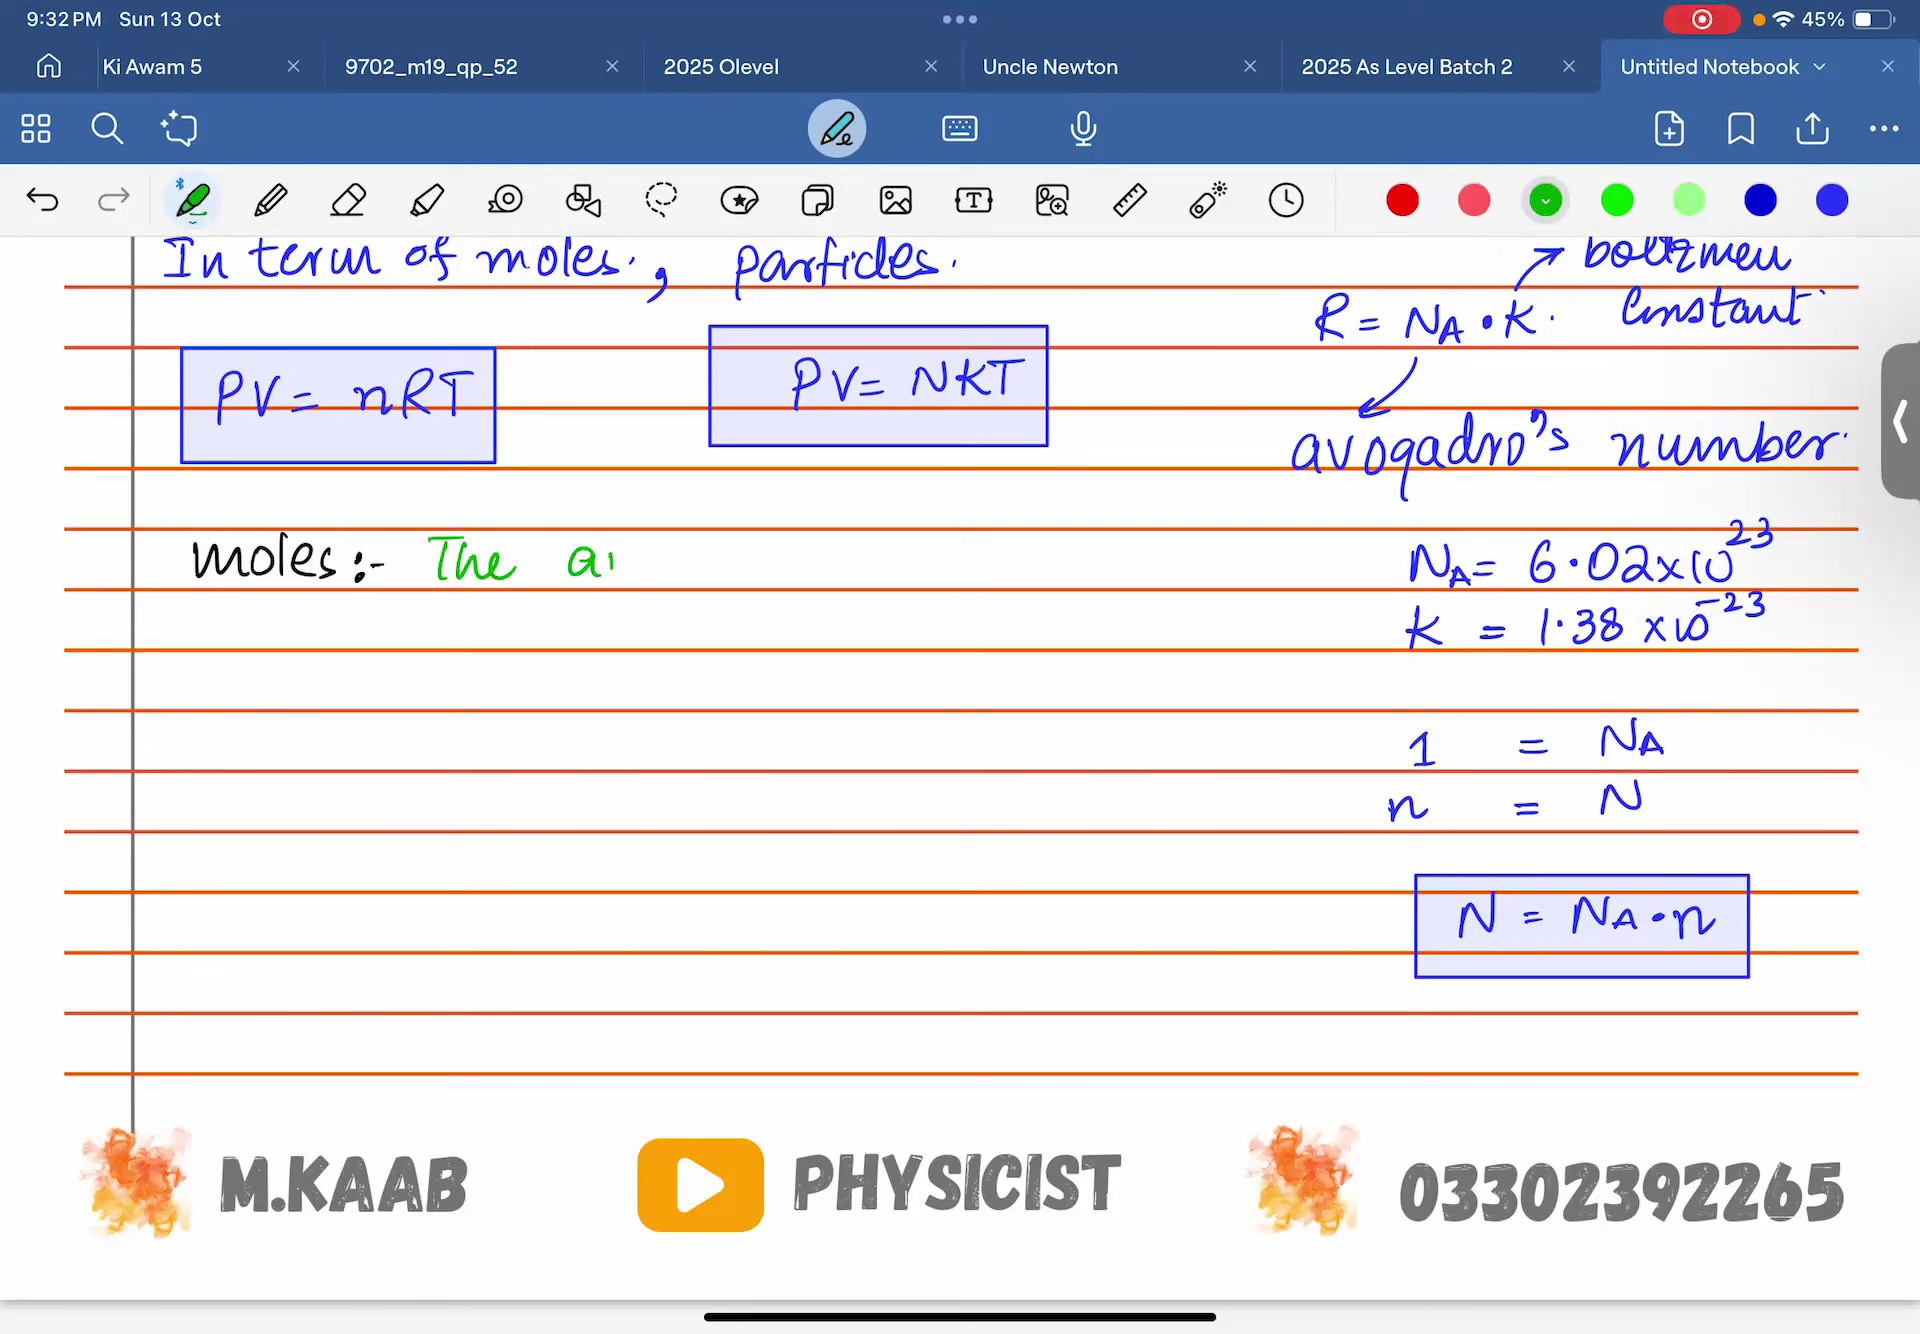 9:32 PM Sun 13 Oct
45%
Ki Awam 5
9702_m19_qp_52
2025 Olevel
Uncle Newton
2025 As Level Batch 2
Untitled Notebook
In term of moles., particles.
boltzmen
R = NA • K. Constant
PV = nRT
PV = NKT
avogadro's number.
moles:- The
NA = 6.02x10^23
K = 1.38 x10^-23
1 = NA
n = N
N = NA • n
M.KAAB
PHYSICIST
03302392265